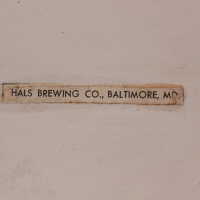 HALS BREWING CO., BALTIMORE, MD.